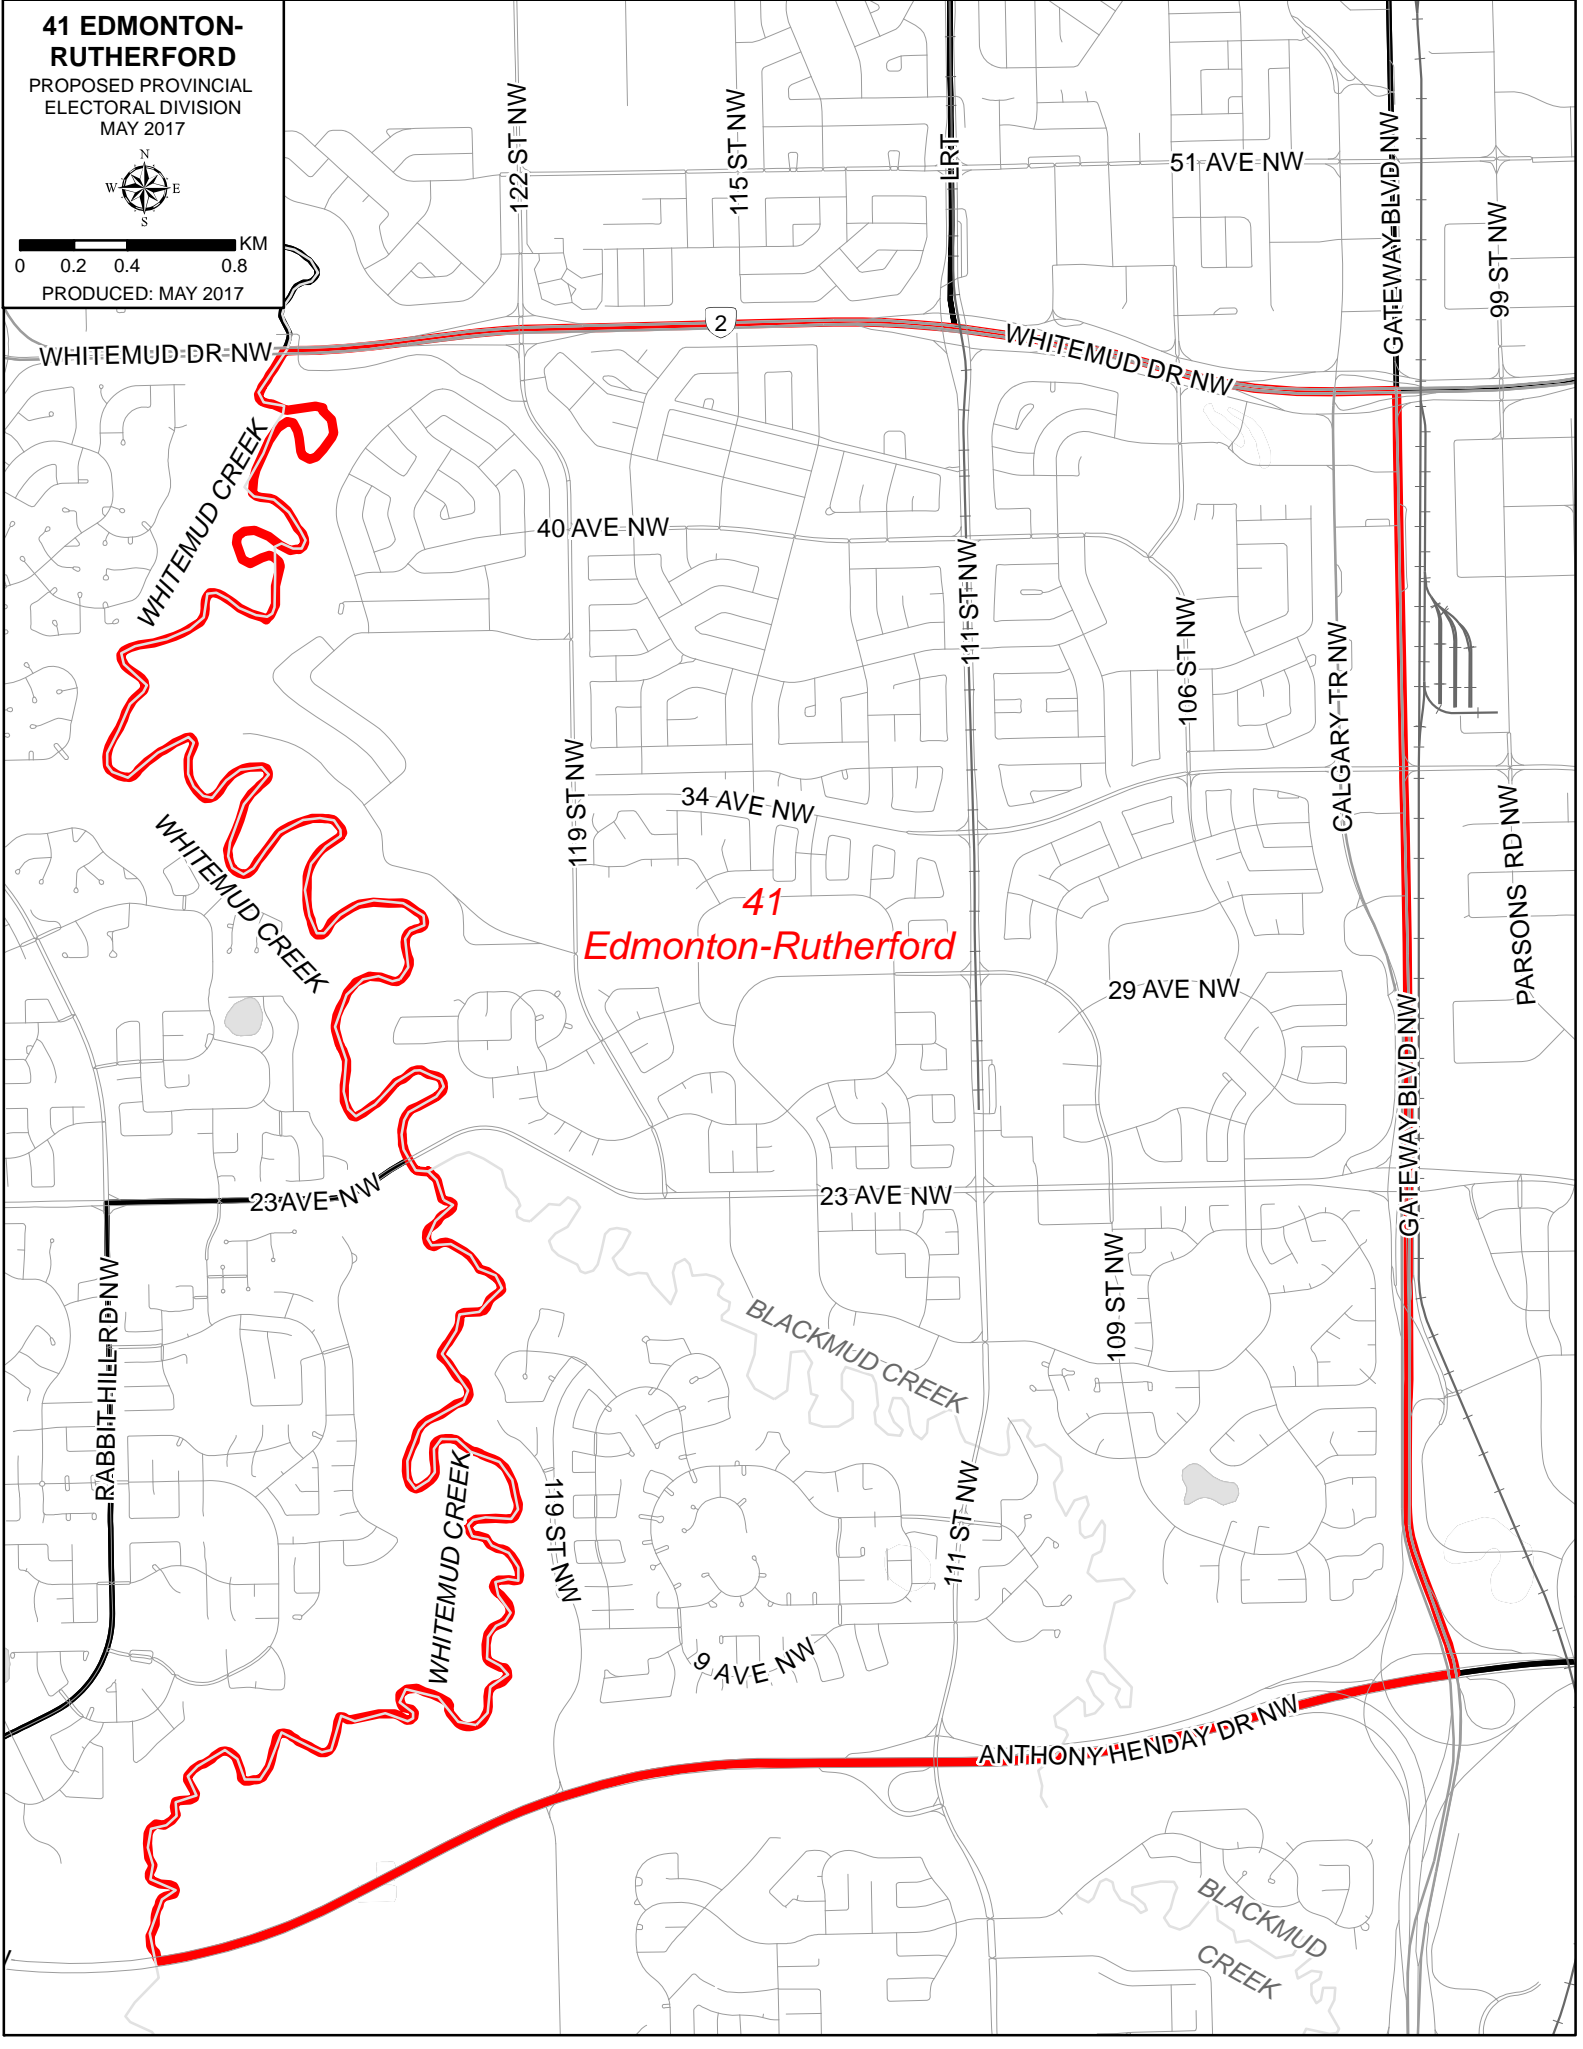 41 EDMONTON-
RUTHERFORD
PROPOSED PROVINCIAL
ELECTORAL DIVISION
MAY 2017
N
W E
S
KM
0 0.2 0.4 0.8
PRODUCED: MAY 2017
122 ST NW
115 ST NW
LRT
51 AVE NW
GATEWAY BLVD NW
99 ST NW
2
WHITEMUD DR NW
WHITEMUD DR NW
WHITEMUD CREEK
40 AVE NW
111 ST NW
106 ST NW
CALGARY TR NW
119 ST NW
34 AVE NW
PARSONS RD NW
WHITEMUD CREEK
41
Edmonton-Rutherford
29 AVE NW
GATEWAY BLVD NW
23 AVE NW
23 AVE NW
RABBIT HILL RD NW
BLACKMUD CREEK
109 ST NW
WHITEMUD CREEK
119 ST NW
111 ST NW
9 AVE NW
ANTHONY HENDAY DR NW
BLACKMUD
CREEK